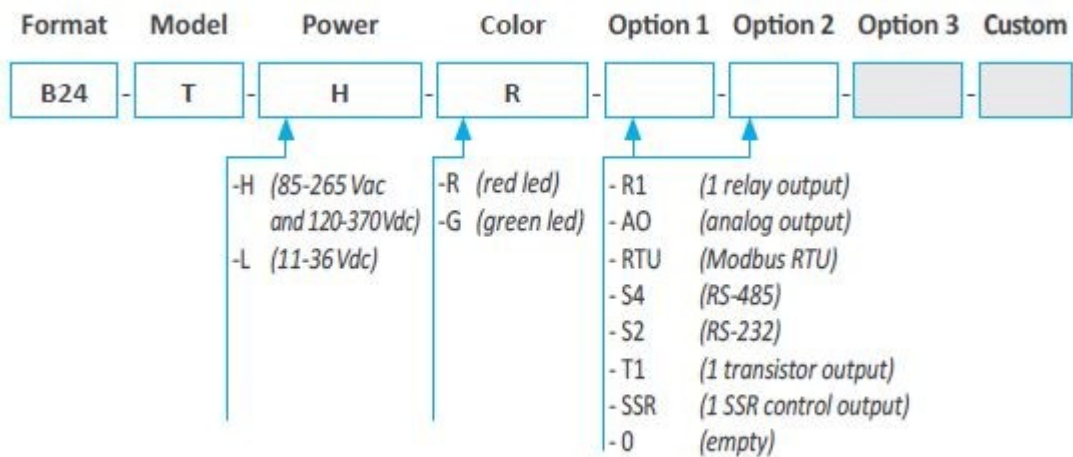 Format Model Power Color Option 1 Option 2 Option 3 Custom
B24 - T - H - R - - - -
-H (85-265 Vac
and 120-370 Vdc)
-L (11-36 Vdc)
-R (red led)
-G (green led)
- R1 (1 relay output)
- AO (analog output)
- RTU (Modbus RTU)
- S4 (RS-485)
- S2 (RS-232)
- T1 (1 transistor output)
- SSR (1 SSR control output)
- 0 (empty)